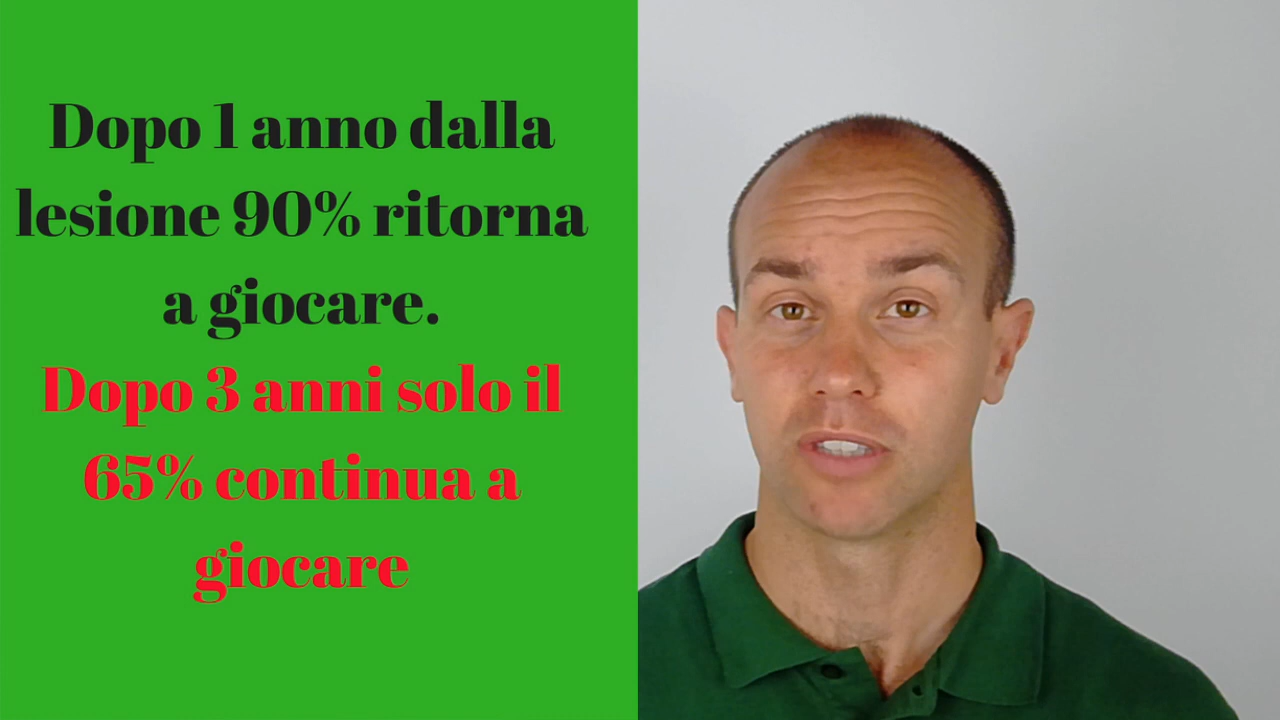 Dopo 1 anno dalla
lesione 90% ritorna
a giocare.
Dopo 3 anni solo il
65% continua a
giocare